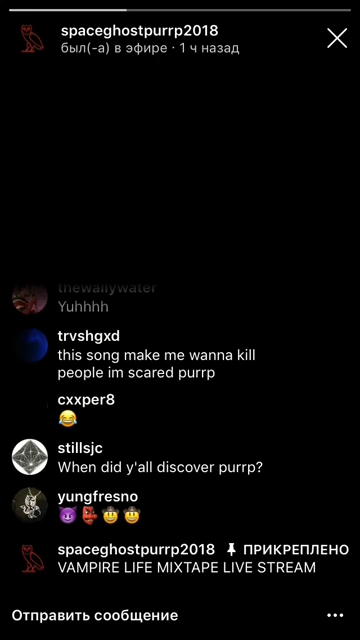 spaceghostpurrp2018
был(-а) в эфире · 1 ч назад
thewallywater
Yuhhhh
trvshgxd
this song make me wanna kill
people im scared purrp
cxxper8
😂
stillsjc
When did y'all discover purrp?
yungfresno
😈👺🤠🤠
spaceghostpurrp2018 ПРИКРЕПЛЕНО
VAMPIRE LIFE MIXTAPE LIVE STREAM
Отправить сообщение